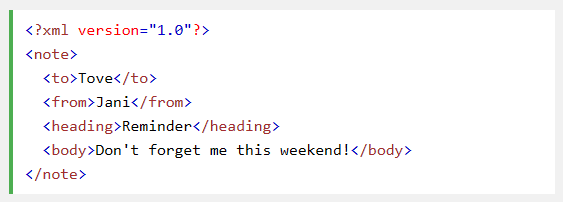 <?xml version="1.0"?>
<note>
  <to>Tove</to>
  <from>Jani</from>
  <heading>Reminder</heading>
  <body>Don't forget me this weekend!</body>
</note>